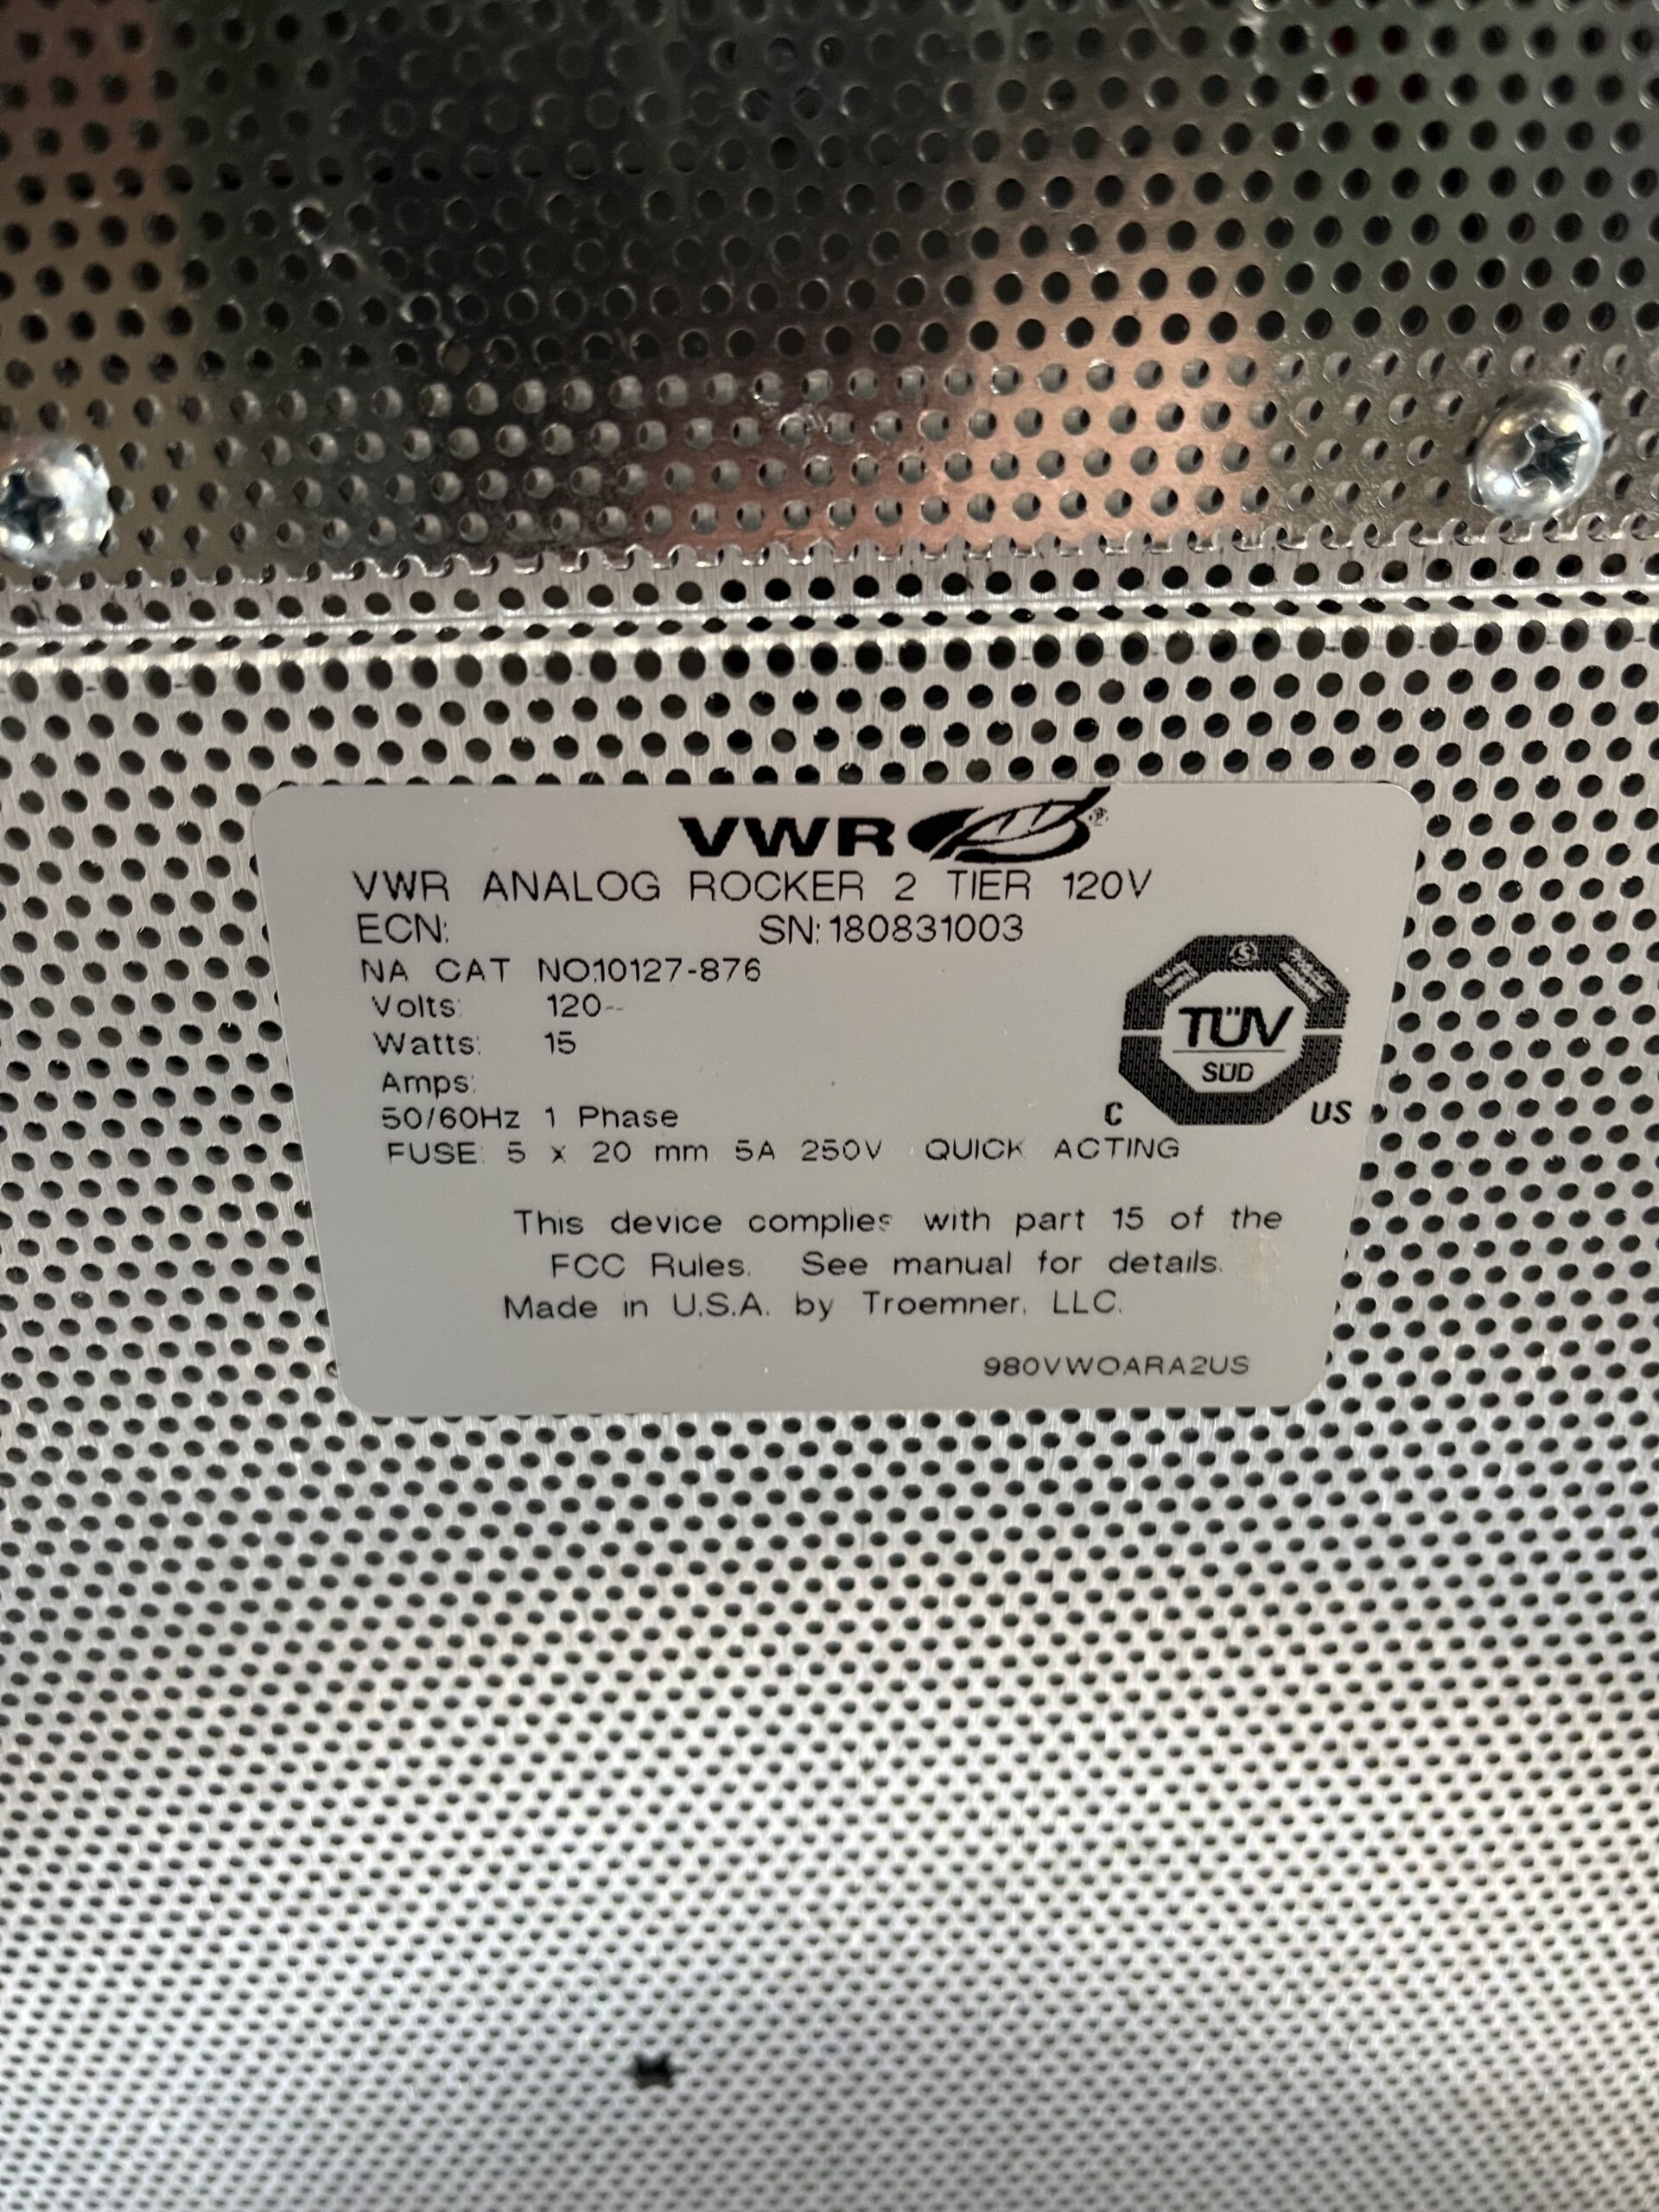 VWR ®
VWR ANALOG ROCKER 2 TIER 120V
ECN: SN: 180831003
NA CAT NO.10127-876
Volts: 120~
Watts: 15
Amps:
50/60Hz 1 Phase
FUSE: 5 x 20 mm 5A 250V QUICK ACTING
TÜV
SÜD
C US
This device complies with part 15 of the
FCC Rules. See manual for details.
Made in U.S.A. by Troemner, LLC.
980VWOARA2US